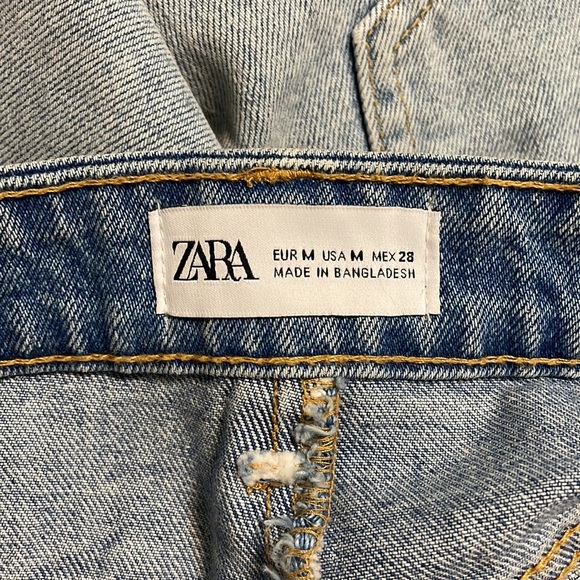 ZARA
EUR M USA M MEX 28
MADE IN BANGLADESH